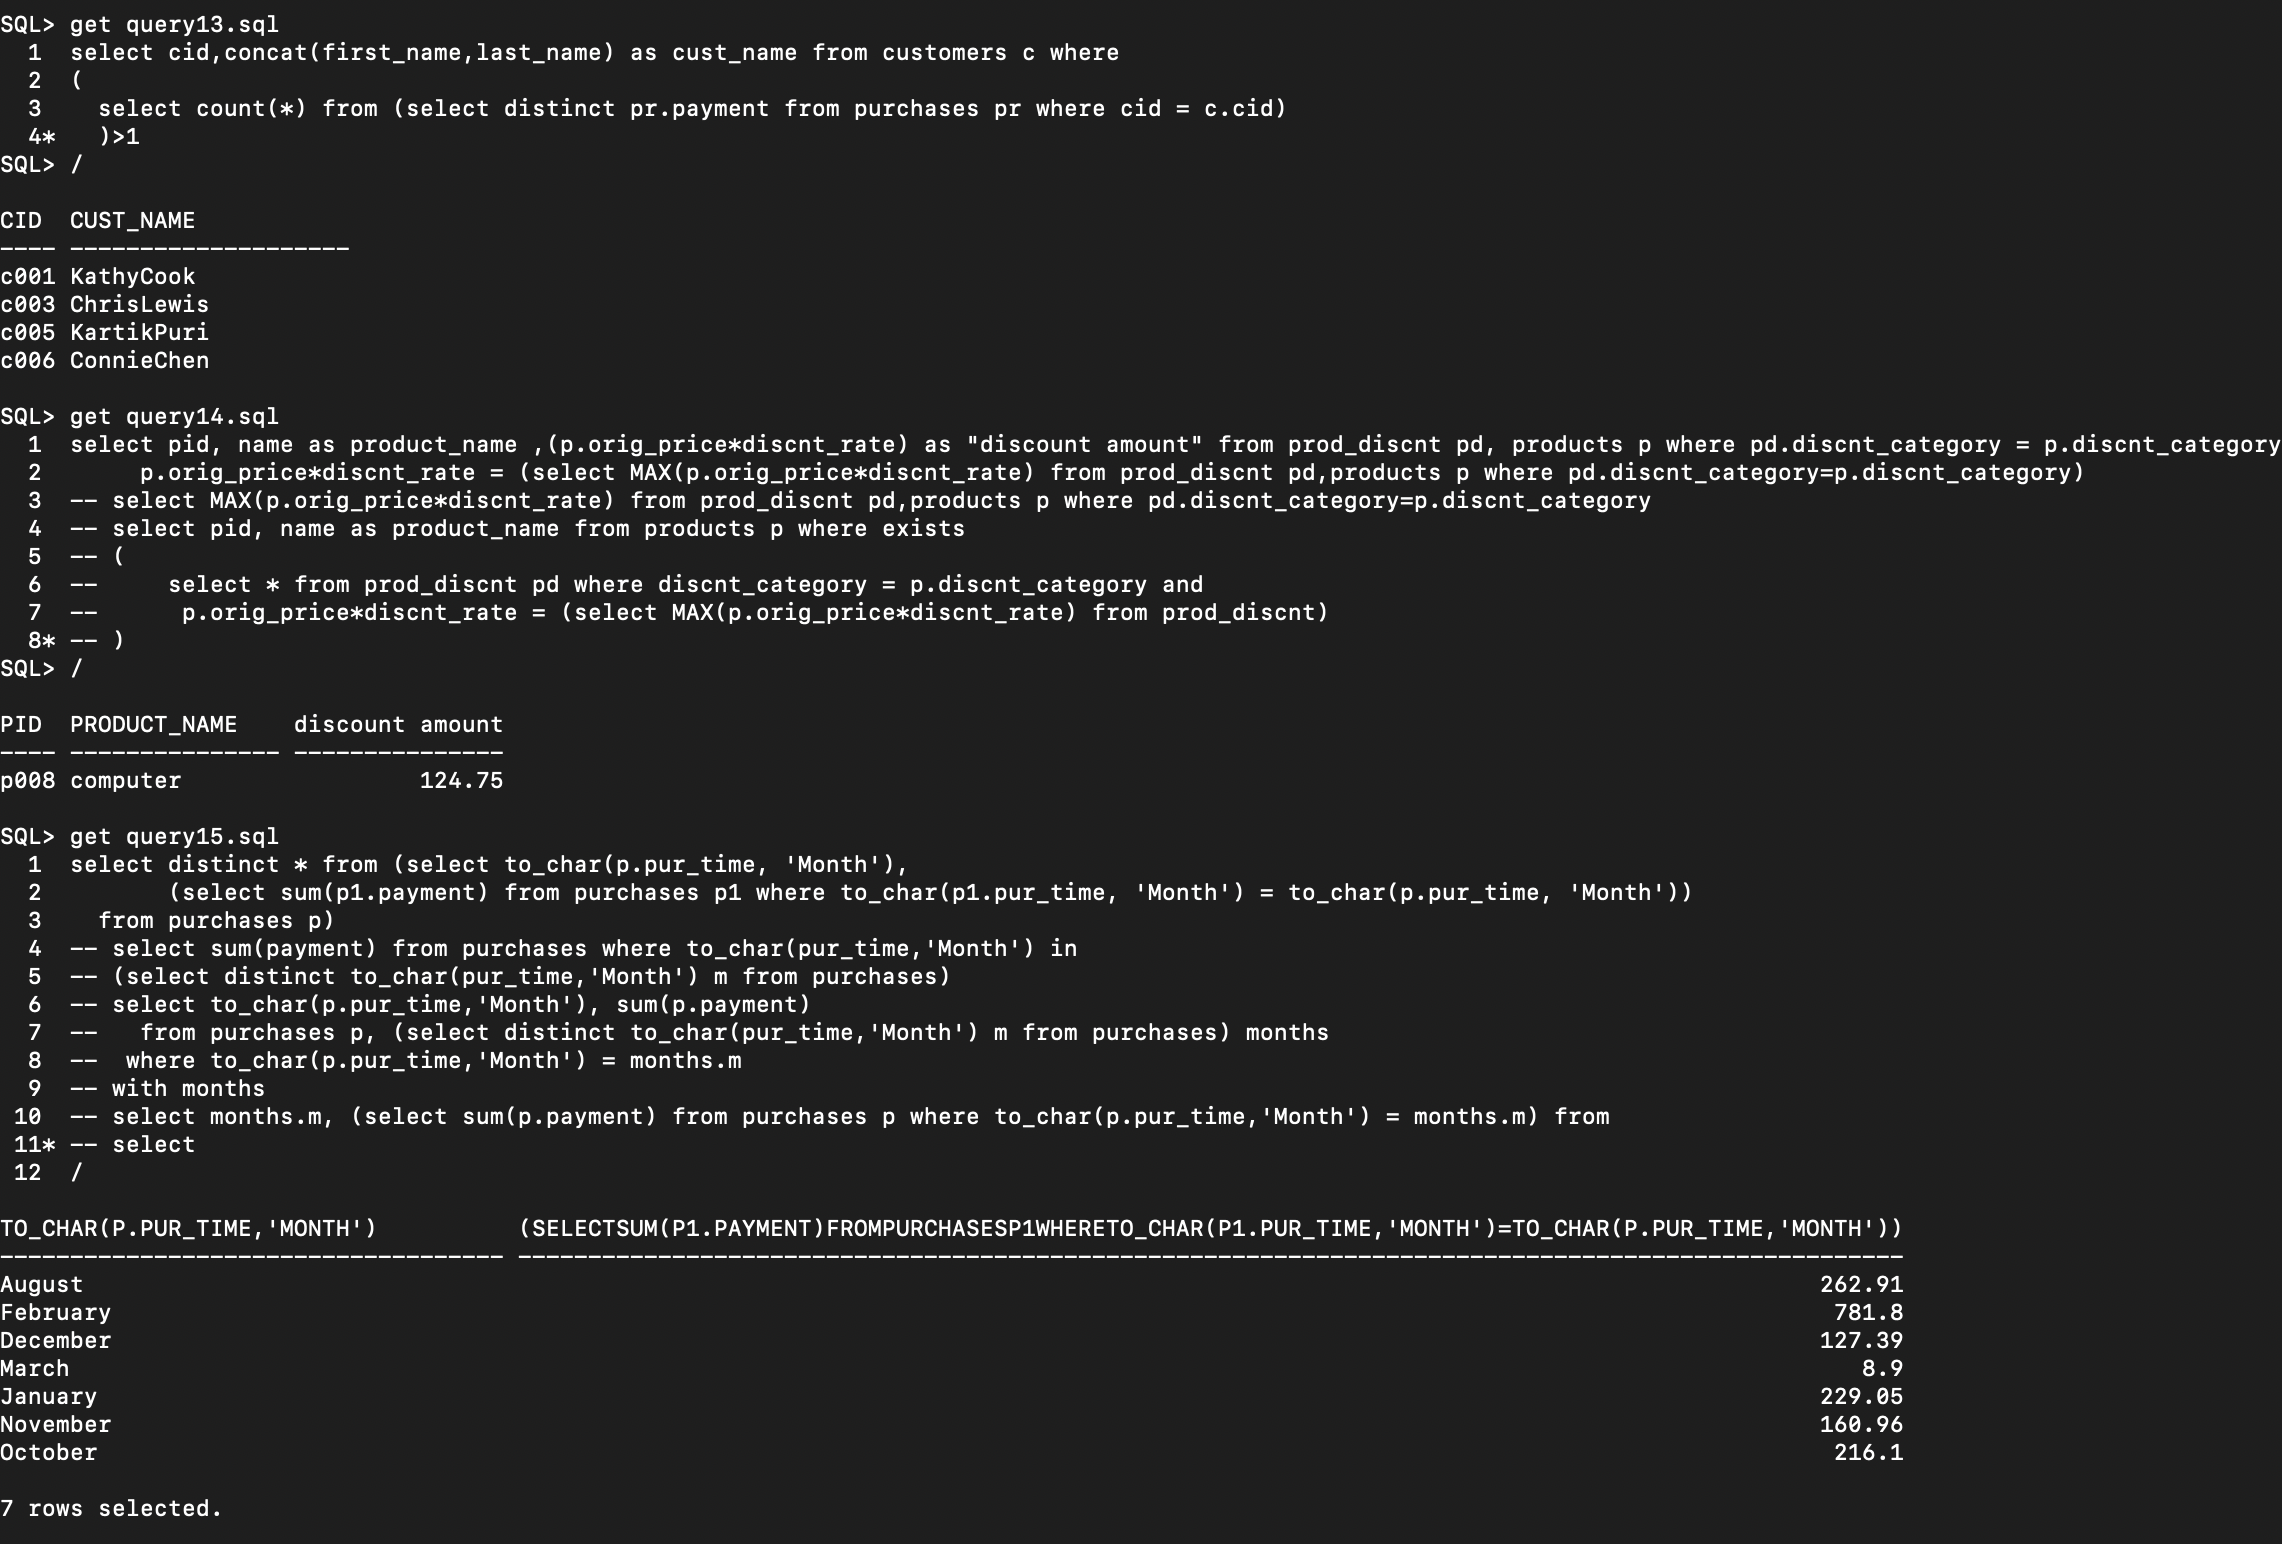 SQL> get query13.sql
  1  select cid,concat(first_name,last_name) as cust_name from customers c where
  2  (
  3    select count(*) from (select distinct pr.payment from purchases pr where cid = c.cid)
  4*   )>1
SQL> /

CID  CUST_NAME
---- --------------------
c001 KathyCook
c003 ChrisLewis
c005 KartikPuri
c006 ConnieChen

SQL> get query14.sql
  1  select pid, name as product_name ,(p.orig_price*discnt_rate) as "discount amount" from prod_discnt pd, products p where pd.discnt_category = p.discnt_category
  2       p.orig_price*discnt_rate = (select MAX(p.orig_price*discnt_rate) from prod_discnt pd,products p where pd.discnt_category=p.discnt_category)
  3  -- select MAX(p.orig_price*discnt_rate) from prod_discnt pd,products p where pd.discnt_category=p.discnt_category
  4  -- select pid, name as product_name from products p where exists
  5  -- (
  6  --     select * from prod_discnt pd where discnt_category = p.discnt_category and
  7  --      p.orig_price*discnt_rate = (select MAX(p.orig_price*discnt_rate) from prod_discnt)
  8* -- )
SQL> /

PID  PRODUCT_NAME    discount amount
---- --------------- ---------------
p008 computer                 124.75

SQL> get query15.sql
  1  select distinct * from (select to_char(p.pur_time, 'Month'),
  2         (select sum(p1.payment) from purchases p1 where to_char(p1.pur_time, 'Month') = to_char(p.pur_time, 'Month'))
  3    from purchases p)
  4  -- select sum(payment) from purchases where to_char(pur_time,'Month') in
  5  -- (select distinct to_char(pur_time,'Month') m from purchases)
  6  -- select to_char(p.pur_time,'Month'), sum(p.payment)
  7  --   from purchases p, (select distinct to_char(pur_time,'Month') m from purchases) months
  8  --  where to_char(p.pur_time,'Month') = months.m
  9  -- with months
 10  -- select months.m, (select sum(p.payment) from purchases p where to_char(p.pur_time,'Month') = months.m) from
 11* -- select
 12  /

TO_CHAR(P.PUR_TIME,'MONTH')          (SELECTSUM(P1.PAYMENT)FROMPURCHASESP1WHERETO_CHAR(P1.PUR_TIME,'MONTH')=TO_CHAR(P.PUR_TIME,'MONTH'))
------------------------------------ ---------------------------------------------------------------------------------------------------
August                                                                                                                            262.91
February                                                                                                                           781.8
December                                                                                                                          127.39
March                                                                                                                                8.9
January                                                                                                                           229.05
November                                                                                                                          160.96
October                                                                                                                            216.1

7 rows selected.